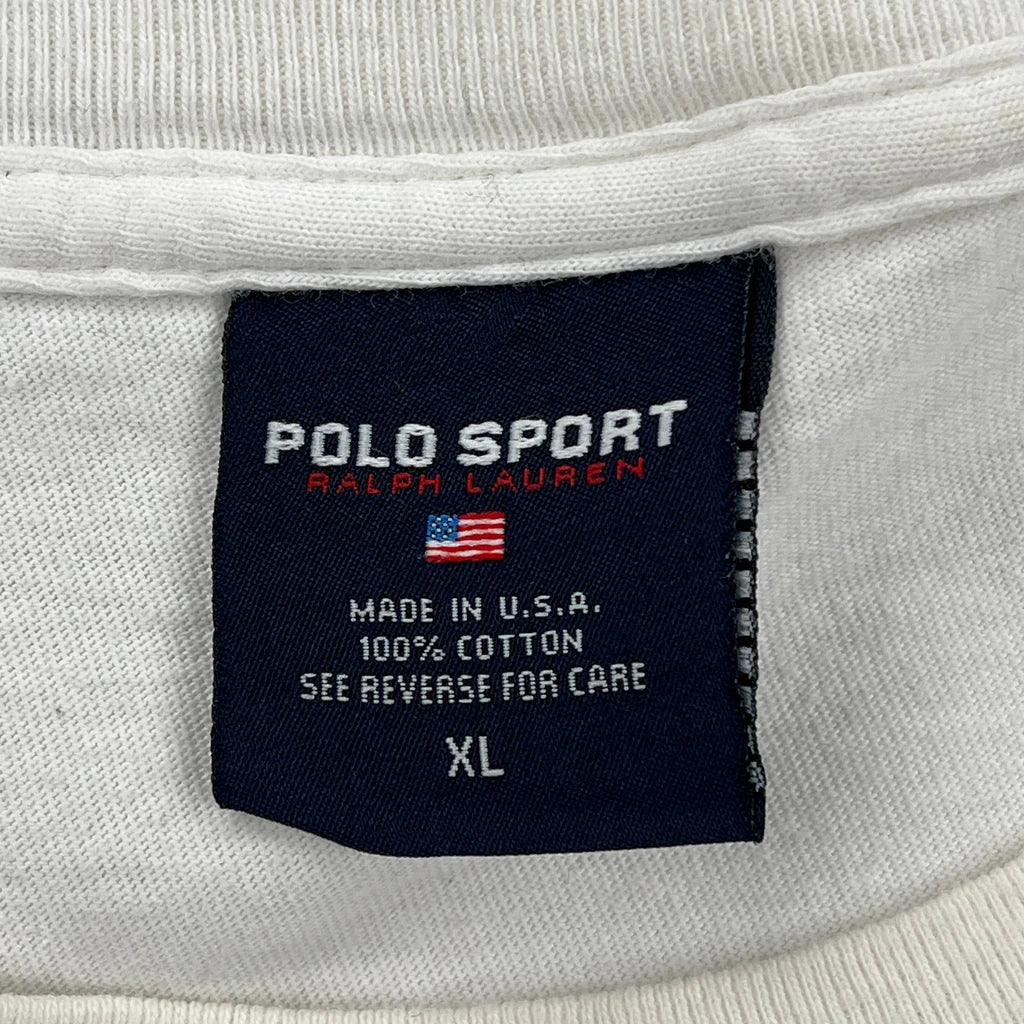 POLO SPORT
RALPH LAUREN
MADE IN U.S.A.
100% COTTON
SEE REVERSE FOR CARE
XL